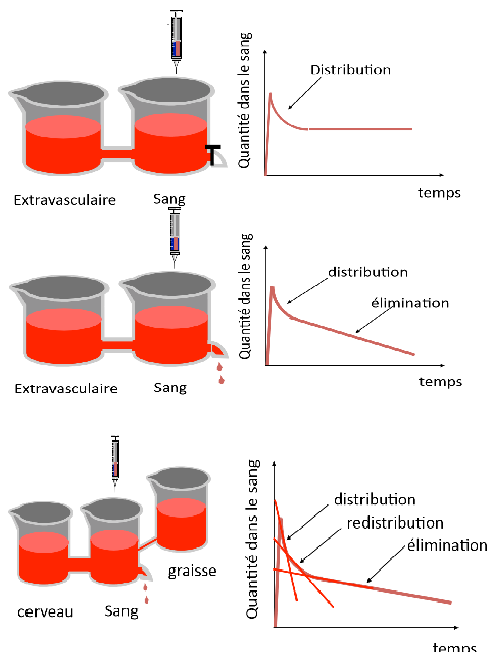 Quantité dans le sang
Distribution
temps
Extravasculaire
Sang
Quantité dans le sang
distribution
élimination
temps
Extravasculaire
Sang
Quantité dans le sang
distribution
redistribution
élimination
graisse
cerveau
Sang
temps